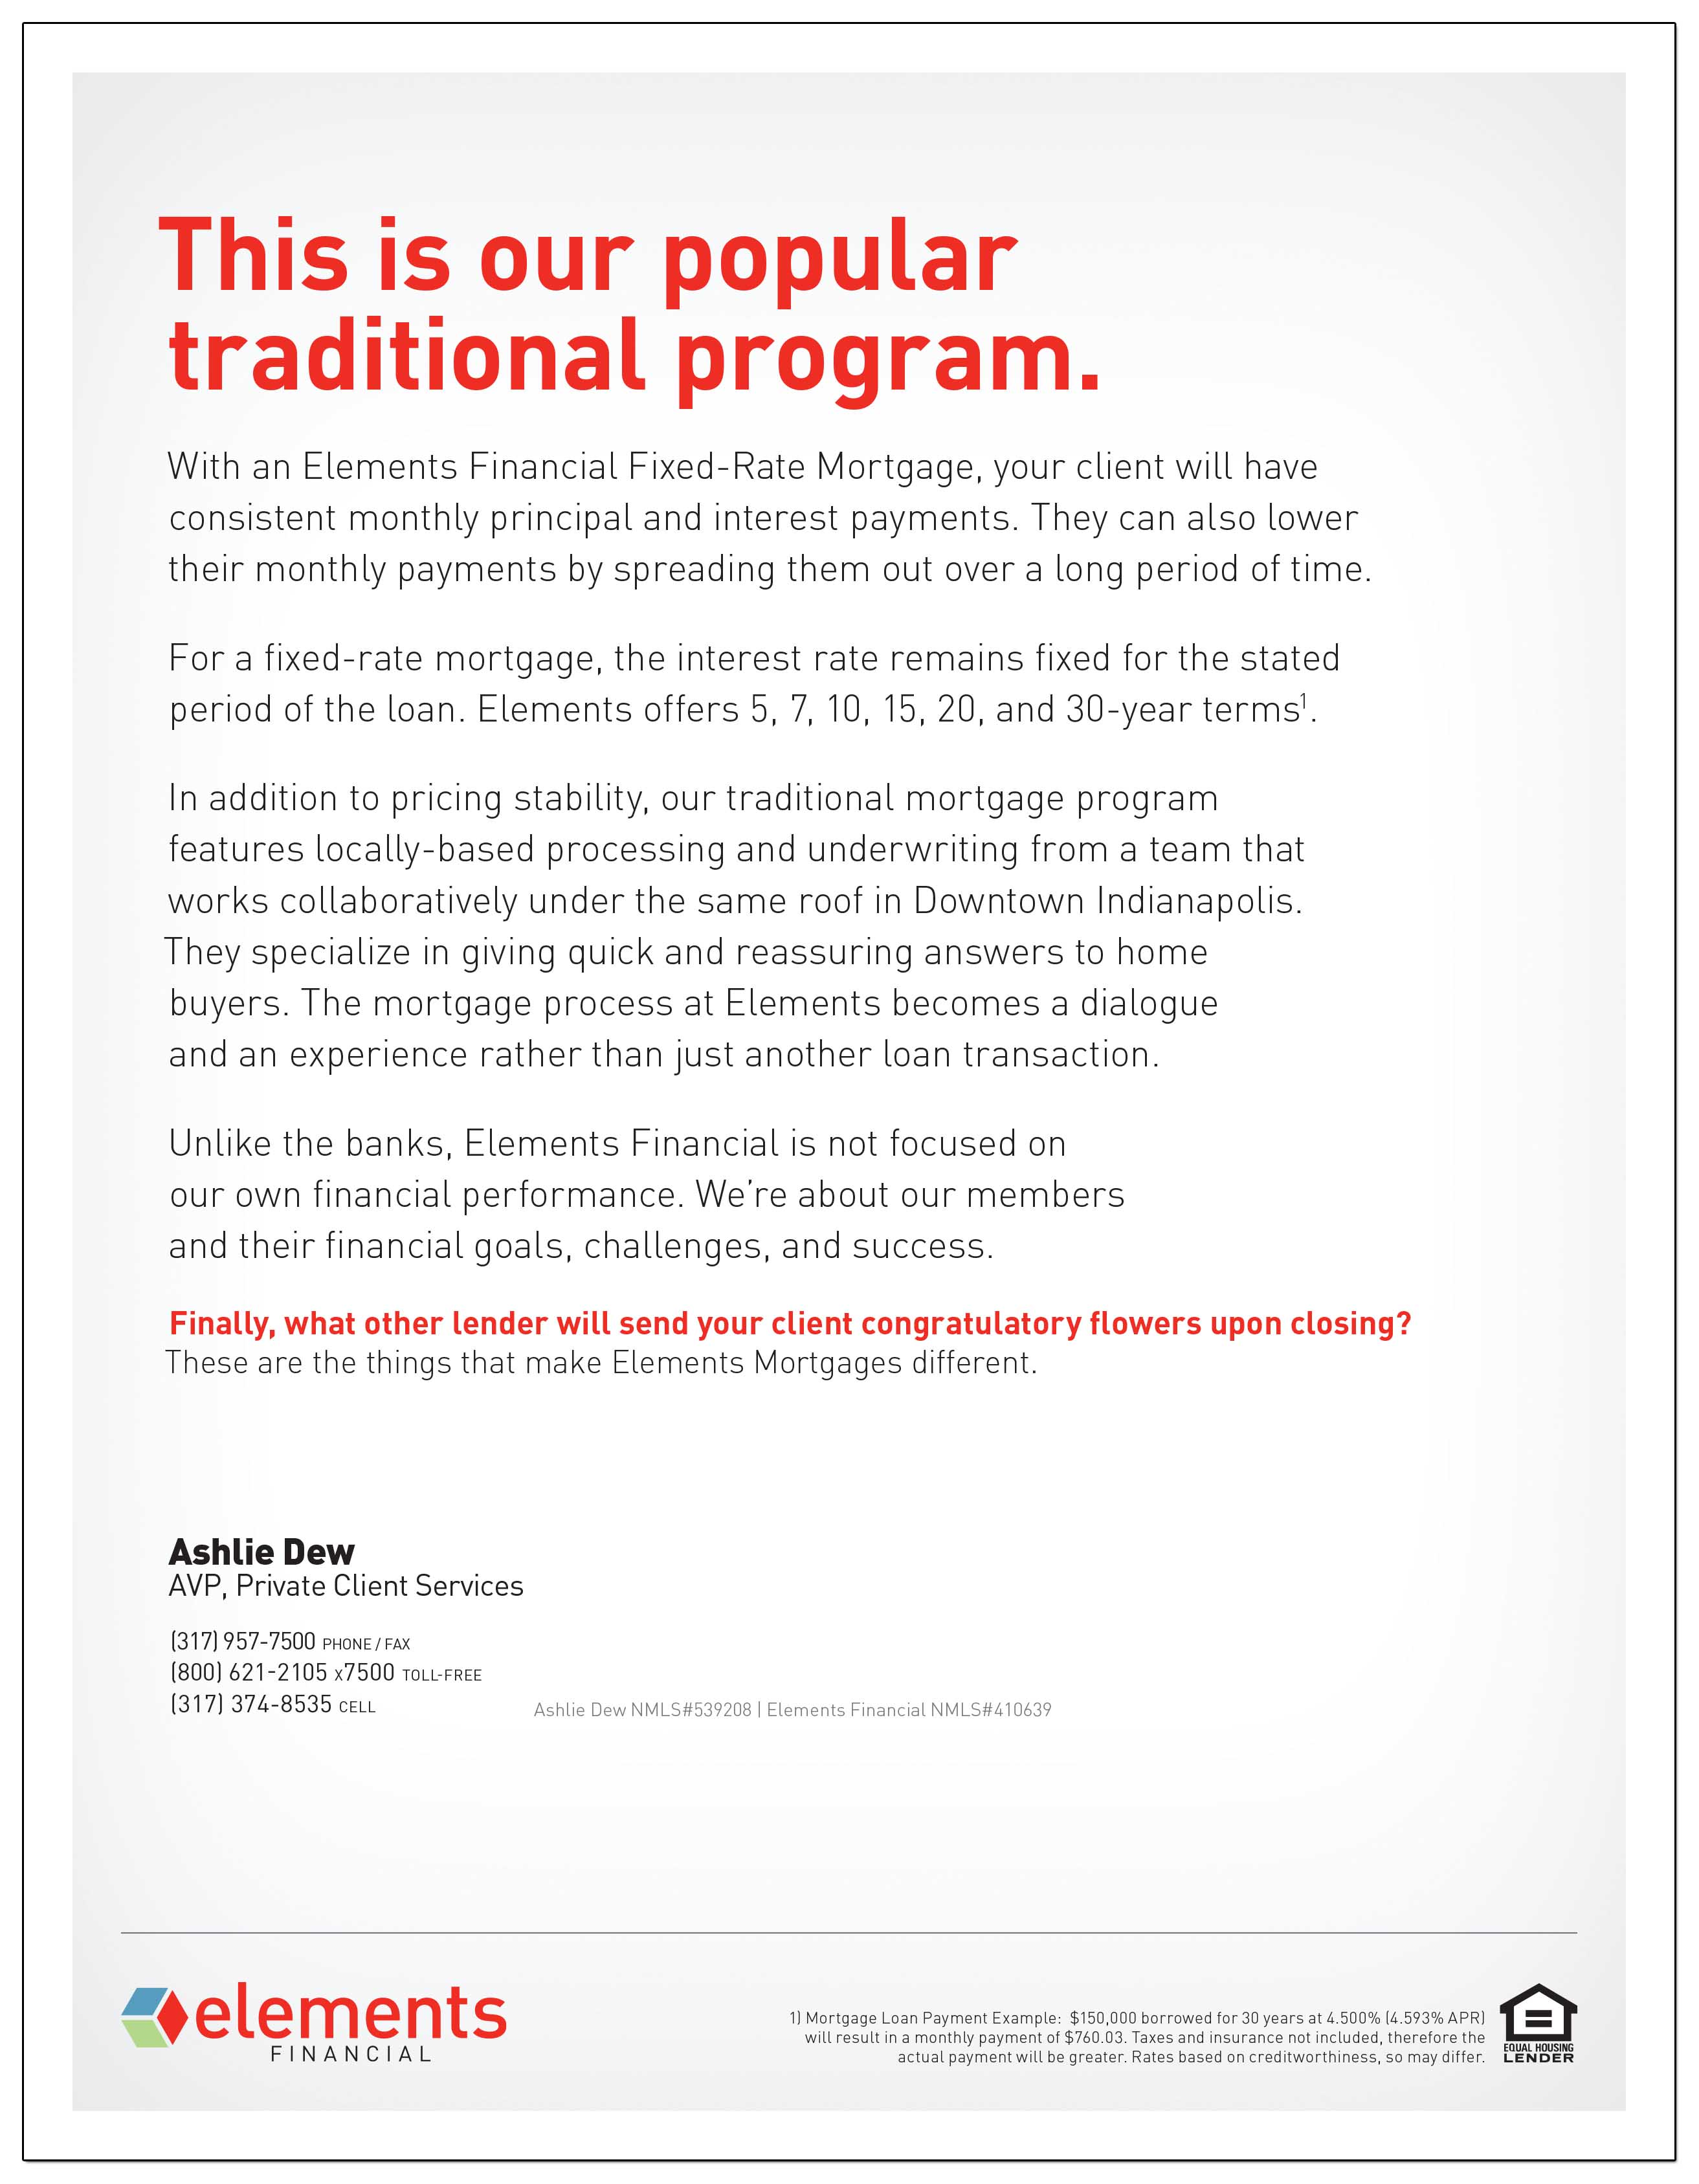 This is our popular
traditional program.
With an Elements Financial Fixed-Rate Mortgage, your client will have
consistent monthly principal and interest payments. They can also lower
their monthly payments by spreading them out over a long period of time.
For a fixed-rate mortgage, the interest rate remains fixed for the stated
period of the loan. Elements offers 5, 7, 10, 15, 20, and 30-year terms¹.
In addition to pricing stability, our traditional mortgage program
features locally-based processing and underwriting from a team that
works collaboratively under the same roof in Downtown Indianapolis.
They specialize in giving quick and reassuring answers to home
buyers. The mortgage process at Elements becomes a dialogue
and an experience rather than just another loan transaction.
Unlike the banks, Elements Financial is not focused on
our own financial performance. We’re about our members
and their financial goals, challenges, and success.
Finally, what other lender will send your client congratulatory flowers upon closing?
These are the things that make Elements Mortgages different.
Ashlie Dew
AVP, Private Client Services
(317) 957-7500 PHONE / FAX
(800) 621-2105 x7500 TOLL-FREE
(317) 374-8535 CELL
Ashlie Dew NMLS#539208 | Elements Financial NMLS#410639
elements
FINANCIAL
1) Mortgage Loan Payment Example: $150,000 borrowed for 30 years at 4.500% (4.593% APR)
will result in a monthly payment of $760.03. Taxes and insurance not included, therefore the
actual payment will be greater. Rates based on creditworthiness, so may differ.
EQUAL HOUSING
LENDER